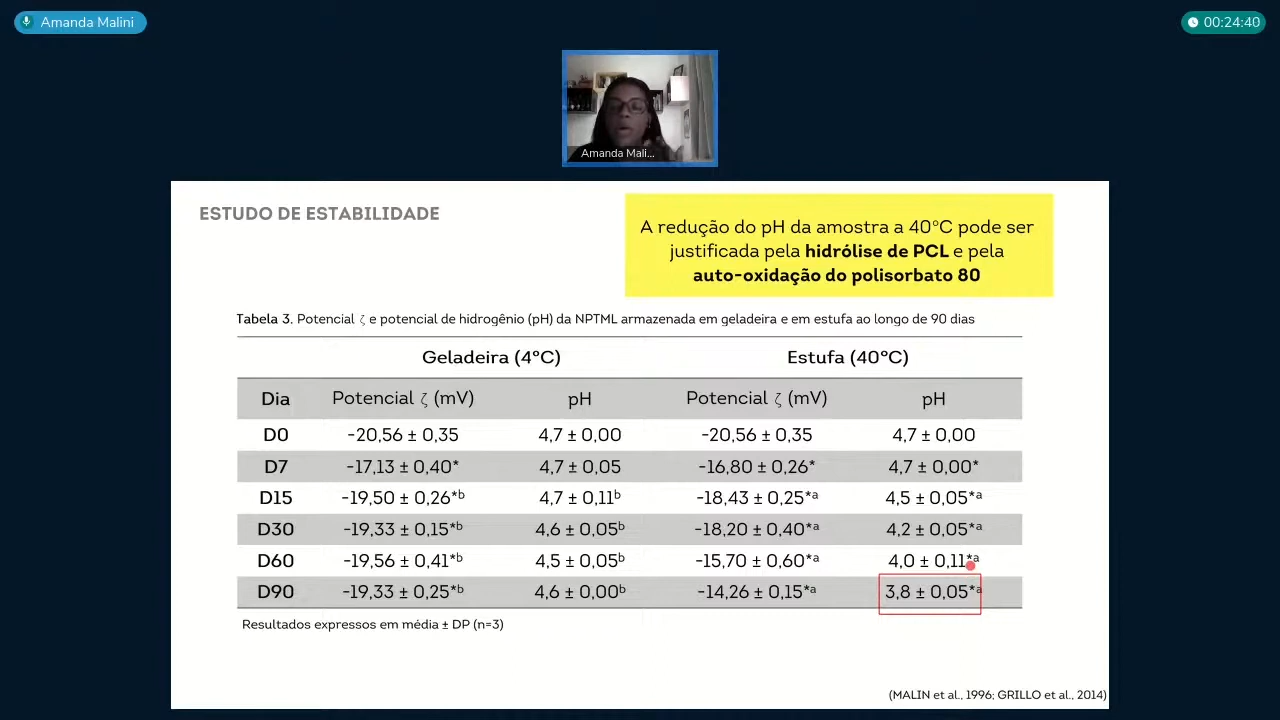 Amanda Malini
00:24:40
Amanda Mali...
ESTUDO DE ESTABILIDADE
A redução do pH da amostra a 40°C pode ser
justificada pela hidrólise de PCL e pela
auto-oxidação do polisorbato 80
Tabela 3. Potencial ζ e potencial de hidrogênio (pH) da NPTML armazenada em geladeira e em estufa ao longo de 90 dias
Geladeira (4°C) Estufa (40°C)
Dia Potencial ζ (mV) pH Potencial ζ (mV) pH
D0 -20,56 ± 0,35 4,7 ± 0,00 -20,56 ± 0,35 4,7 ± 0,00
D7 -17,13 ± 0,40* 4,7 ± 0,05 -16,80 ± 0,26* 4,7 ± 0,00*
D15 -19,50 ± 0,26*b 4,7 ± 0,11b -18,43 ± 0,25*a 4,5 ± 0,05*a
D30 -19,33 ± 0,15*b 4,6 ± 0,05b -18,20 ± 0,40*a 4,2 ± 0,05*a
D60 -19,56 ± 0,41*b 4,5 ± 0,05b -15,70 ± 0,60*a 4,0 ± 0,11*a
D90 -19,33 ± 0,25*b 4,6 ± 0,00b -14,26 ± 0,15*a 3,8 ± 0,05*a
Resultados expressos em média ± DP (n=3)
(MALIN et al., 1996; GRILLO et al., 2014)